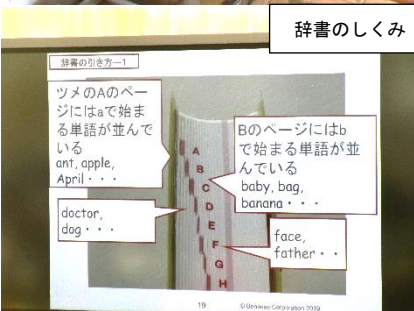 辞書のしくみ
辞書の引き方―1
ツメのAのペー
ジにはaで始ま
る単語が並んで
いる
ant, apple,
April・・・
Bのページにはb
で始まる単語が並
んでいる
baby, bag,
banana・・・
doctor,
dog・・・
face,
father・・
A
B
C
D
E
F
G
H
19
© Benesse Corporation 2019